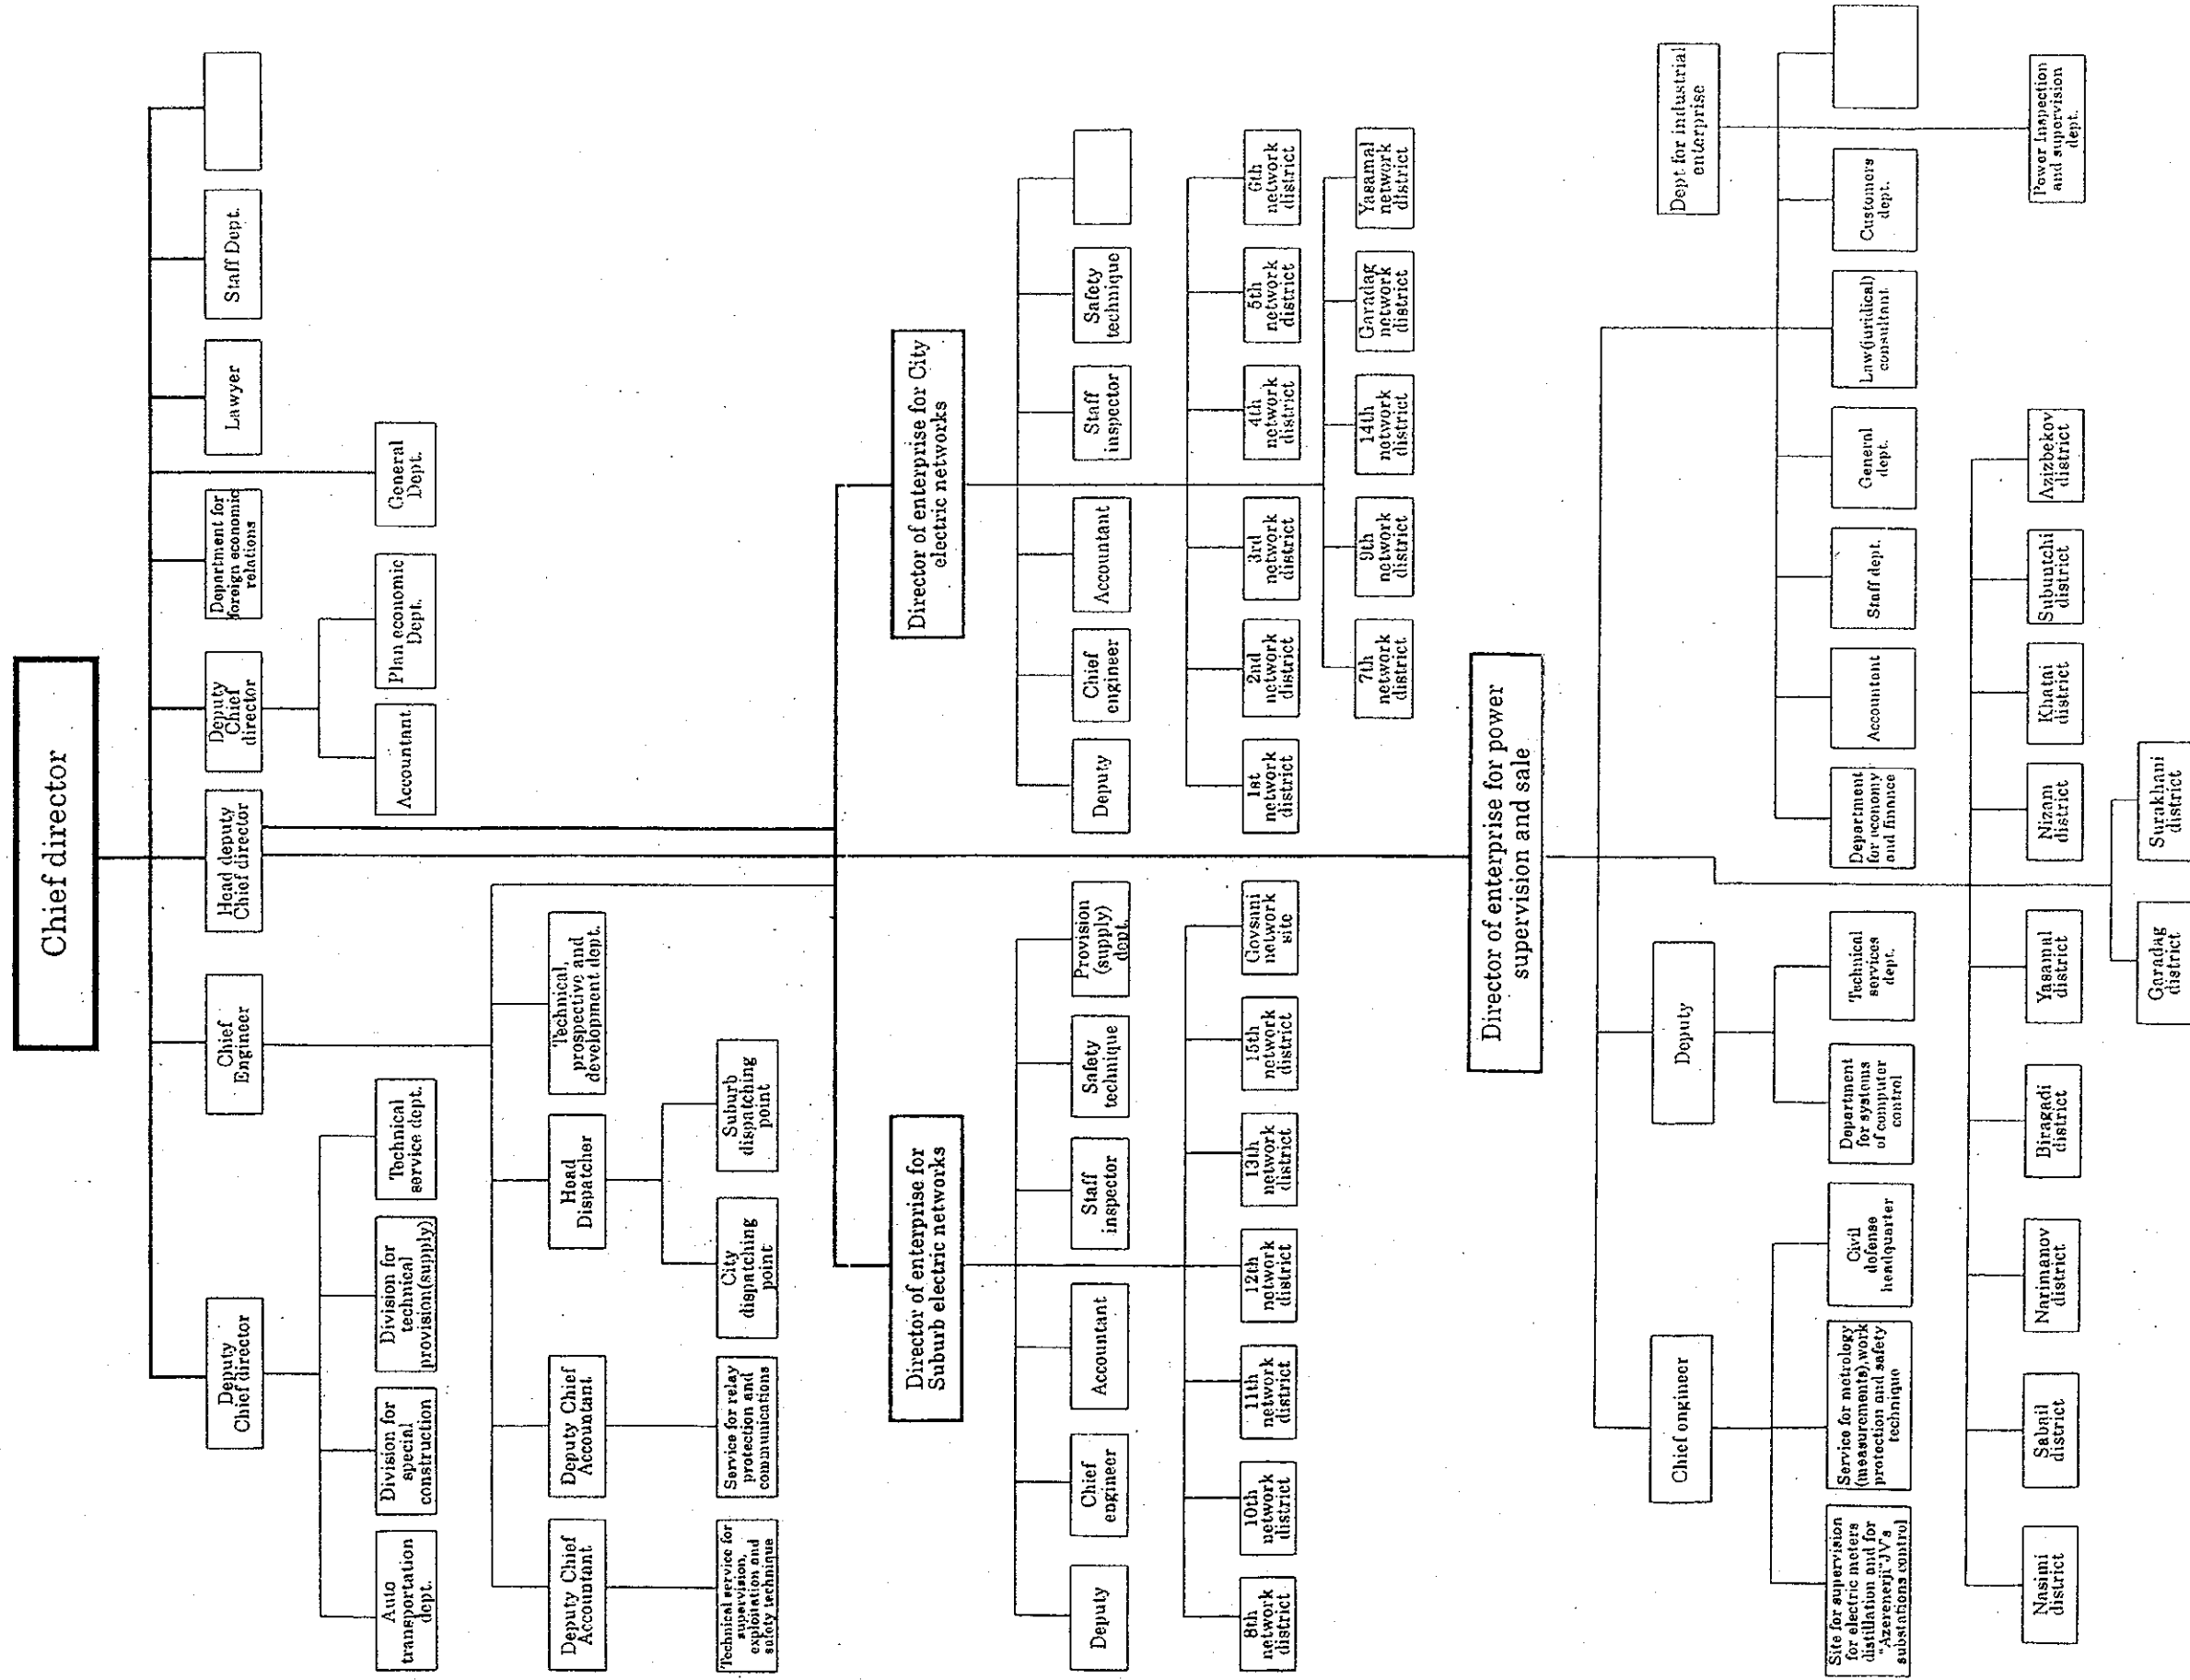 Chief director
Deputy
Chief director
Chief
Engineer
Head deputy
Chief director
Deputy
Chief
director
Department for
foreign economic
relations
Lawyer
Staff Dept.
Auto
transportation
dept.
Division for
special
construction
Division for
technical
provision(supply)
Technical
service dept.
Accountant
Plan economic
Dept.
General
Dept.
Deputy Chief
Accountant
Deputy Chief
Accountant
Head
Dispatcher
Technical,
prospective and
development dept.
Technical service for
supervision,
exploitation and
safety technique
Service for relay
protection and
communications
City
dispatching
point
Suburb
dispatching
point
Director of enterprise for
Suburb electric networks
Director of enterprise for City
electric networks
Deputy
Chief
engineer
Accountant
Staff
inspector
Safety
technique
Provision
(supply)
dept.
Deputy
Chief
engineer
Accountant
Staff
inspector
Safety
technique
8th
network
district
10th
network
district
11th
network
district
12th
network
district
13th
network
district
15th
network
district
Govsani
network
site
1st
network
district
2nd
network
district
3rd
network
district
4th
network
district
5th
network
district
6th
network
district
7th
network
district
9th
network
district
14th
network
district
Garadag
network
district
Yasamal
network
district
Director of enterprise for power
supervision and sale
Chief engineer
Deputy
Dept for industrial
enterprise
Site for supervision
for electric meters
distillation and for
"Azerenerji"JV's
substations control
Service for metrology
(measurements),work
protection and safety
technique
Civil
defense
headquarter
Department
for systems
of computer
control
Technical
services
dept.
Department
for economy
and finance
Accountant
Staff dept.
General
dept.
Law(juridical)
consultant
Customers
dept.
Nasimi
district
Sabail
district
Narimanov
district
Biragadi
district
Yasamal
district
Nizam
district
Khatai
district
Subuntchi
district
Azizbekov
district
Power inspection
and supervision
dept.
Garadag
district
Surakhani
district